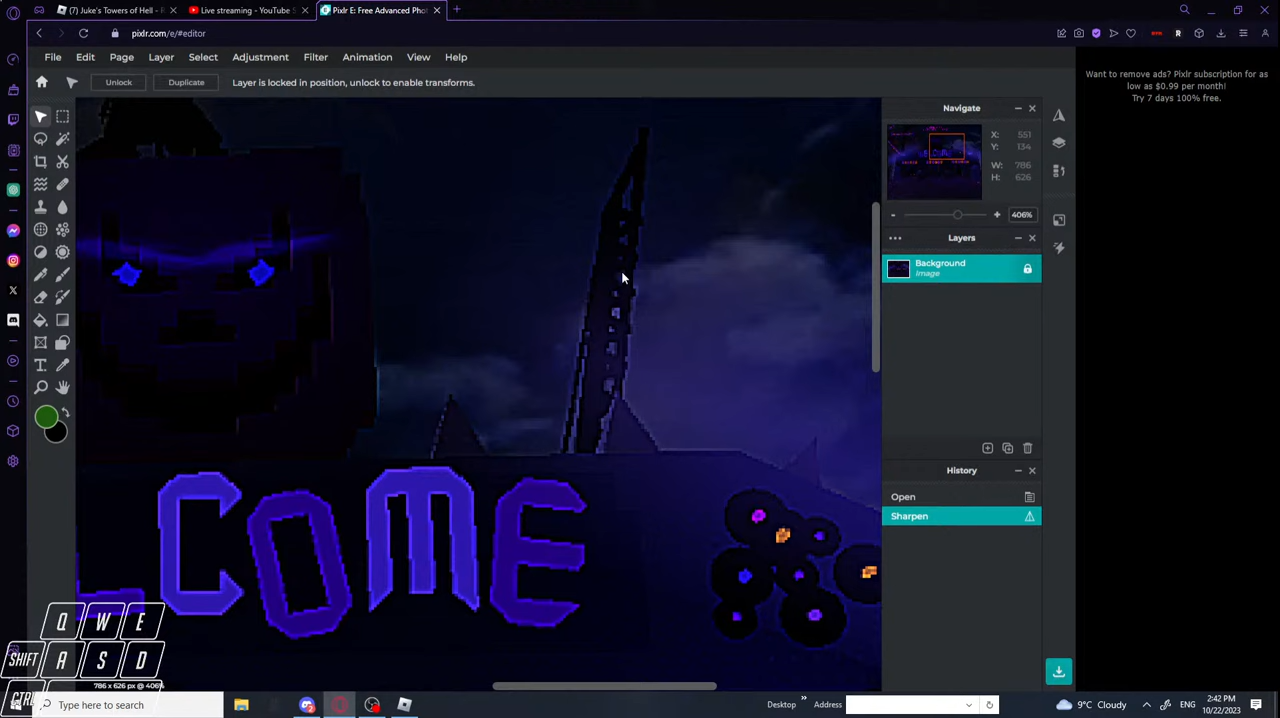 (7) Juke's Towers of Hell - R
Live streaming - YouTube S
Pixlr E: Free Advanced Phot
pixlr.com/e/#editor
File Edit Page Layer Select Adjustment Filter Animation View Help
Unlock Duplicate Layer is locked in position, unlock to enable transforms.
Want to remove ads? Pixlr subscription for as
low as $0.99 per month!
Try 7 days 100% free.
Navigate
X: 551
Y: 134
W: 786
H: 626
406%
Layers
Background
Image
History
Open
Sharpen
COME
Q W E
SHIFT A S D
CTRL
786 x 626 px @ 406%
Type here to search
Desktop
Address
9°C Cloudy
ENG
2:42 PM
10/22/2023